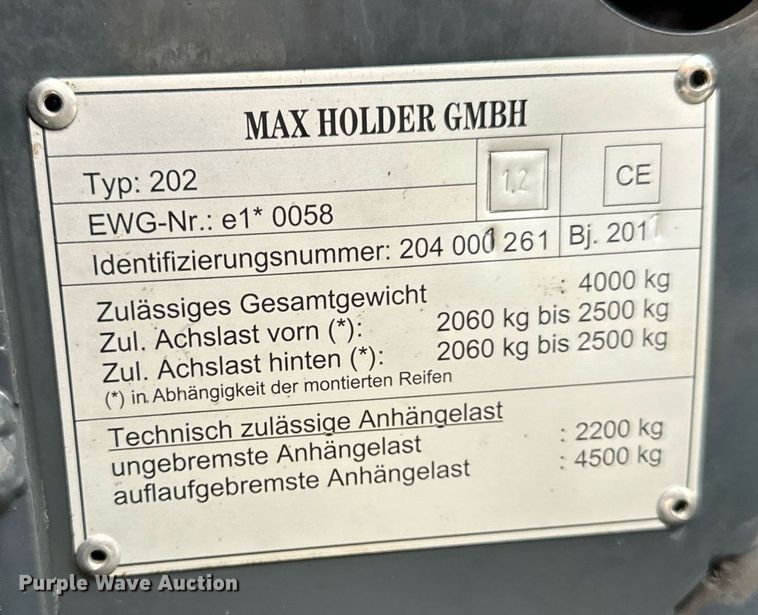 MAX HOLDER GMBH
Typ: 202
1.2
CE
EWG-Nr.: e1* 0058
Identifizierungsnummer: 204 000 261
Bj. 2011
Zulässiges Gesamtgewicht : 4000 kg
Zul. Achslast vorn (*): 2060 kg bis 2500 kg
Zul. Achslast hinten (*): 2060 kg bis 2500 kg
(*) in Abhängigkeit der montierten Reifen
Technisch zulässige Anhängelast
ungebremste Anhängelast : 2200 kg
auflaufgebremste Anhängelast : 4500 kg
Purple Wave Auction